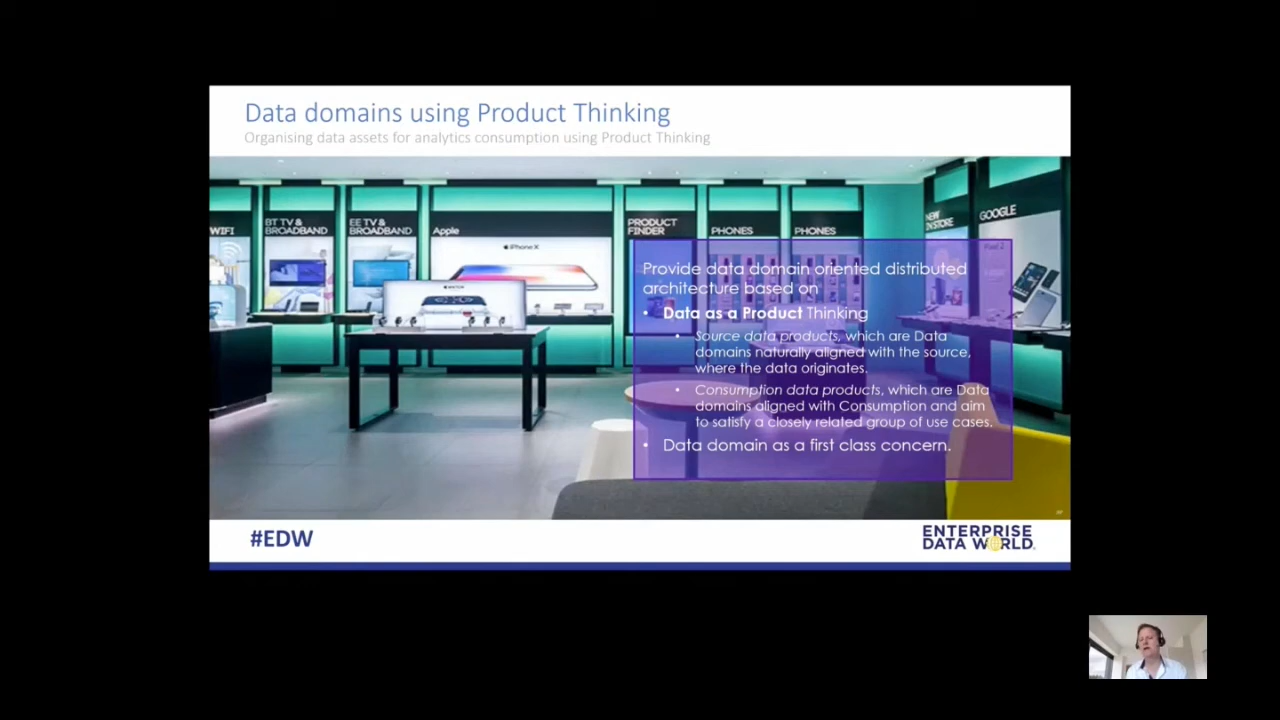 Data domains using Product Thinking
Organising data assets for analytics consumption using Product Thinking
WIFI
BT TV &
BROADBAND
EE TV &
BROADBAND
Apple
iPhone X
PRODUCT
FINDER
PHONES
PHONES
NEW
IN STORE
GOOGLE
Provide data domain oriented distributed
architecture based on
• Data as a Product Thinking
• Source data products, which are Data
domains naturally aligned with the source,
where the data originates.
• Consumption data products, which are Data
domains aligned with Consumption and aim
to satisfy a closely related group of use cases.
• Data domain as a first class concern.
#EDW
ENTERPRISE
DATA WORLD.